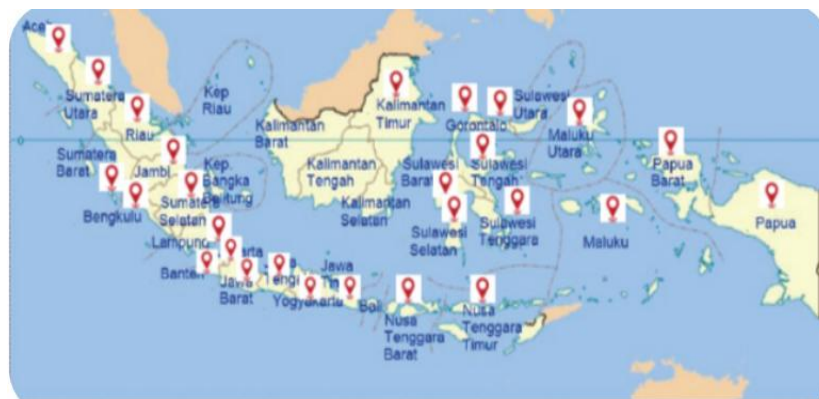 Aceh
Sumatera
Utara
Riau
Kep
Riau
Sumatera
Barat
Jambi
Kep.
Bangka
Belitung
Bengkulu
Sumatera
Selatan
Lampung
Banten
Jawa
Barat
Yogyakarta
Jawa
Bali
Kalimantan
Barat
Kalimantan
Tengah
Kalimantan
Selatan
Kalimantan
Timur
Gorontalo
Sulawesi
Utara
Sulawesi
Barat
Sulawesi
Tengah
Sulawesi
Selatan
Sulawesi
Tenggara
Nusa
Tenggara
Barat
Nusa
Tenggara
Timur
Maluku
Utara
Maluku
Papua
Barat
Papua
0